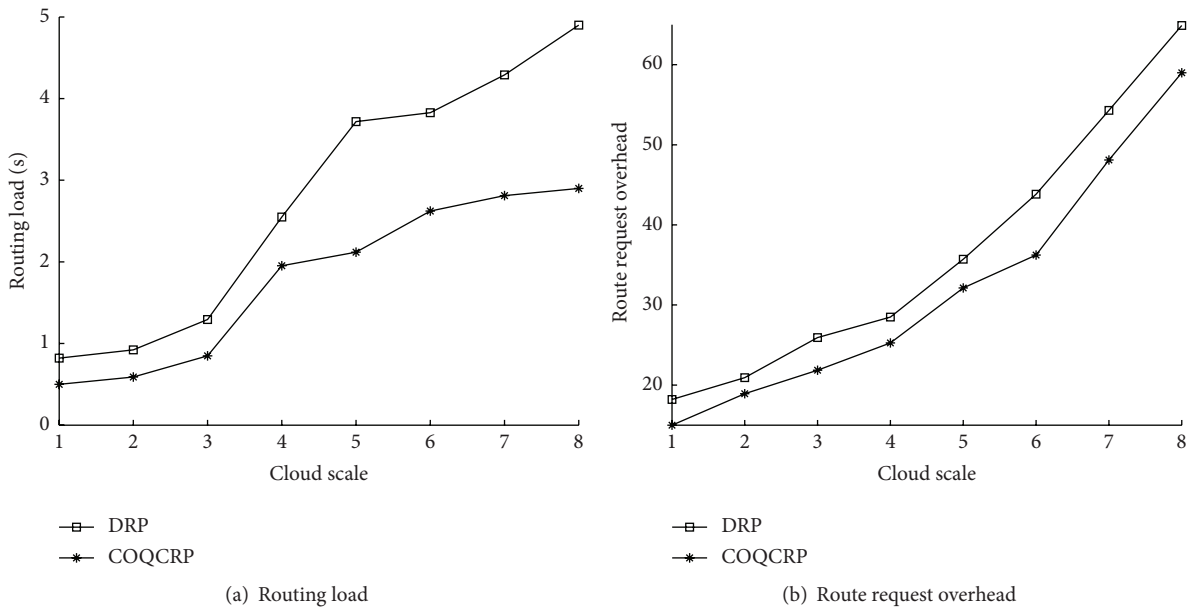 5
4
3
2
1
0
Routing load (s)
1 2 3 4 5 6 7 8
Cloud scale
DRP
COQCRP
(a) Routing load
60
50
40
30
20
Route request overhead
1 2 3 4 5 6 7 8
Cloud scale
DRP
COQCRP
(b) Route request overhead